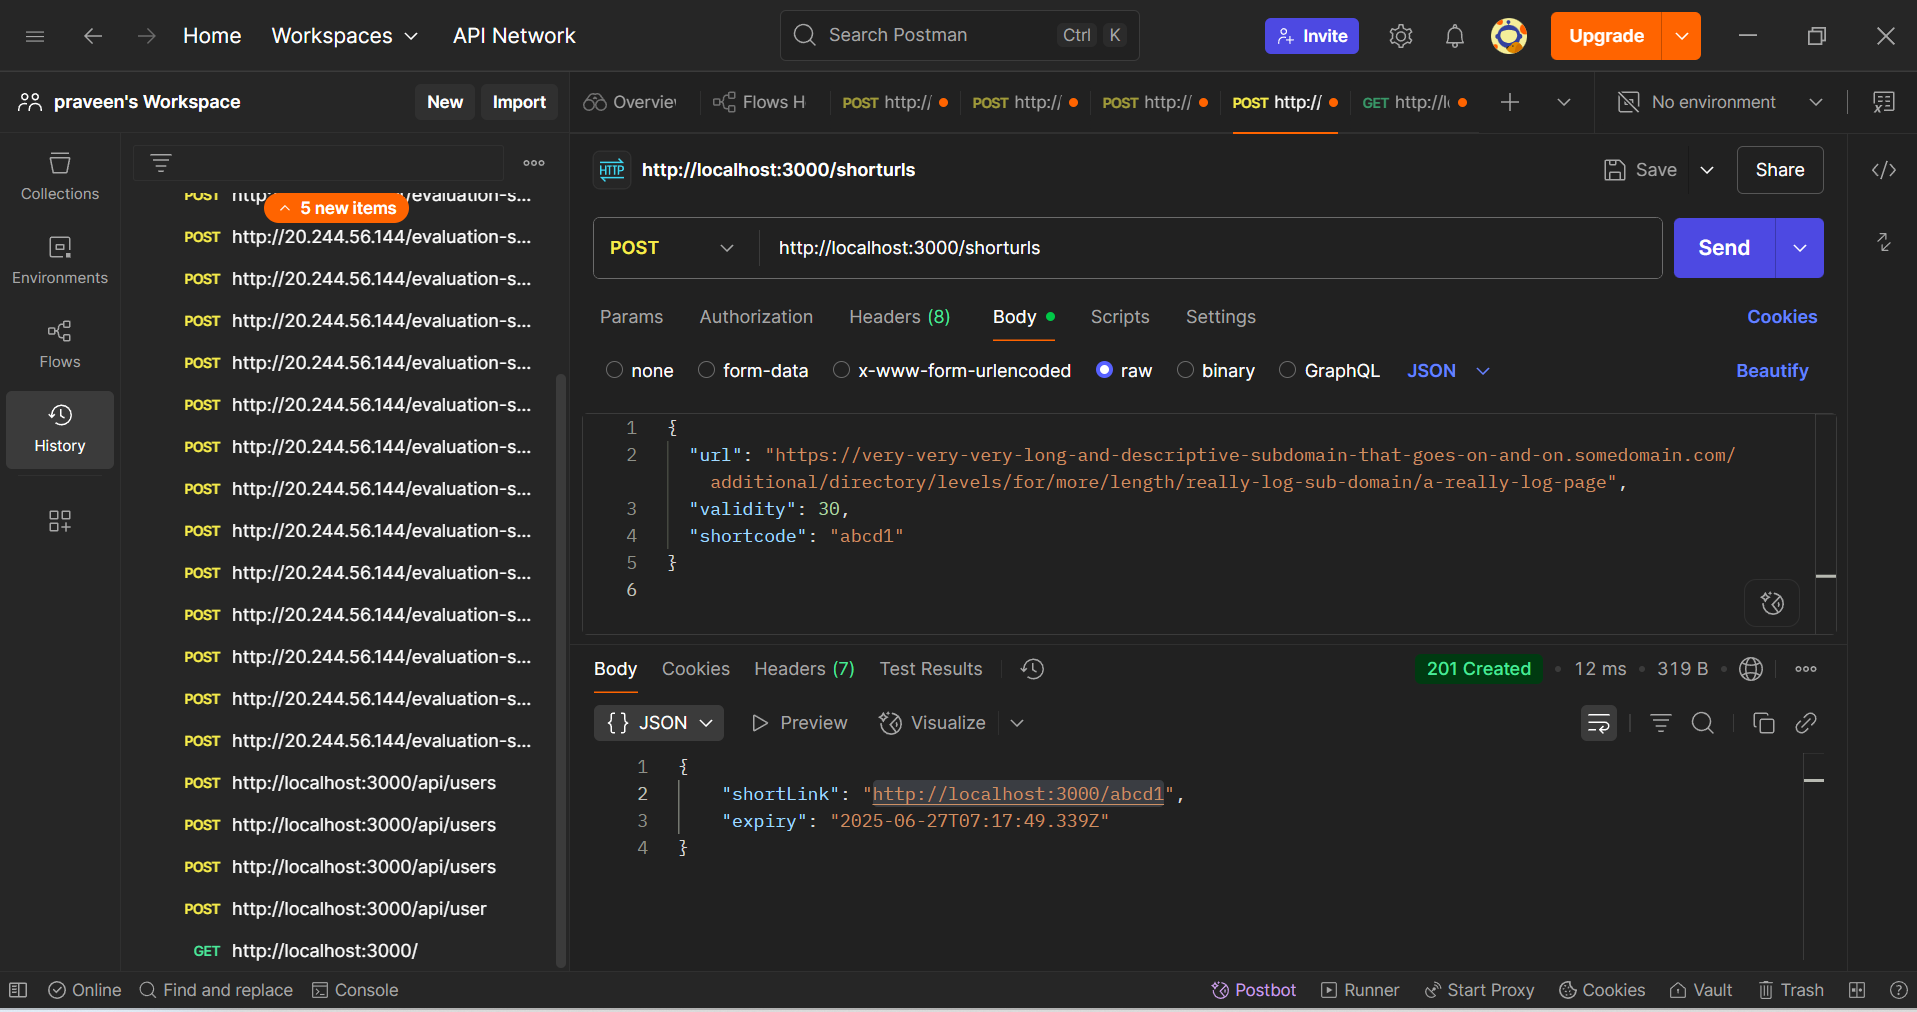 Home Workspaces API Network Search Postman Ctrl K Invite Upgrade
praveen's Workspace New Import
Overvie Flows H POST http:// POST http:// POST http:// POST http:// GET http://l No environment
Collections
Environments
Flows
History
POST http://20.244.56.144/evaluation-s...
5 new items
POST http://20.244.56.144/evaluation-s...
POST http://20.244.56.144/evaluation-s...
POST http://20.244.56.144/evaluation-s...
POST http://20.244.56.144/evaluation-s...
POST http://20.244.56.144/evaluation-s...
POST http://20.244.56.144/evaluation-s...
POST http://20.244.56.144/evaluation-s...
POST http://20.244.56.144/evaluation-s...
POST http://20.244.56.144/evaluation-s...
POST http://20.244.56.144/evaluation-s...
POST http://20.244.56.144/evaluation-s...
POST http://20.244.56.144/evaluation-s...
POST http://20.244.56.144/evaluation-s...
POST http://localhost:3000/api/users
POST http://localhost:3000/api/users
POST http://localhost:3000/api/users
POST http://localhost:3000/api/user
GET http://localhost:3000/
HTTP http://localhost:3000/shorturls Save Share
POST http://localhost:3000/shorturls Send
Params Authorization Headers (8) Body Scripts Settings Cookies
none form-data x-www-form-urlencoded raw binary GraphQL JSON Beautify
1 {
2 "url": "https://very-very-very-long-and-descriptive-subdomain-that-goes-on-and-on.somedomain.com/
additional/directory/levels/for/more/length/really-log-sub-domain/a-really-log-page",
3 "validity": 30,
4 "shortcode": "abcd1"
5 }
6
Body Cookies Headers (7) Test Results 201 Created • 12 ms • 319 B
{} JSON Preview Visualize
1 {
2 "shortLink": "http://localhost:3000/abcd1",
3 "expiry": "2025-06-27T07:17:49.339Z"
4 }
Online Find and replace Console Postbot Runner Start Proxy Cookies Vault Trash